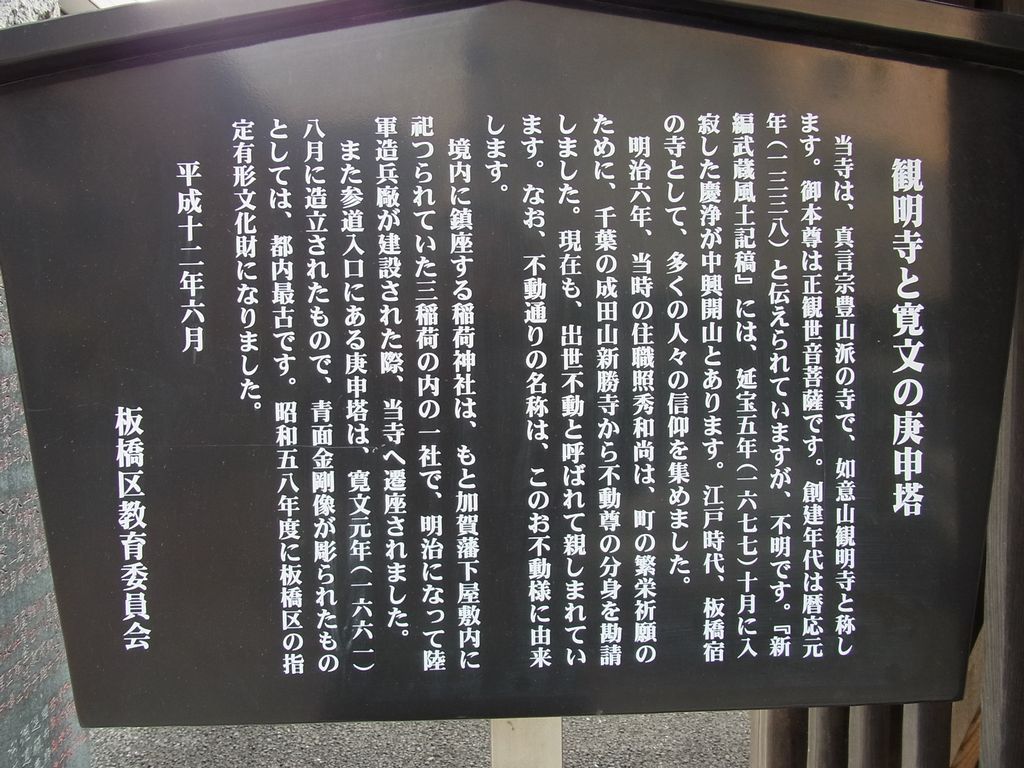 観明寺と寛文の庚申塔
当寺は、真言宗豊山派の寺で、如意山観明寺と称し
ます。御本尊は正観世音菩薩です。創建年代は暦応元
年(一三三八)と伝えられていますが、不明です。『新
編武蔵風土記稿』には、延宝五年(一六七七)十月に入
寂した慶浄が中興開山とあります。江戸時代、板橋宿
の寺として、多くの人々の信仰を集めました。
明治六年、当時の住職照秀和尚は、町の繁栄祈願の
ために、千葉の成田山新勝寺から不動尊の分身を勘請
しました。現在も、出世不動と呼ばれて親しまれてい
ます。なお、不動通りの名称は、このお不動様に由来
します。
境内に鎮座する稲荷神社は、もと加賀藩下屋敷内に
祀つられていた三稲荷の内の一社で、明治になって陸
軍造兵廠が建設された際、当寺へ遷座されました。
また参道入口にある庚申塔は、寛文元年(一六六一)
八月に造立されたもので、青面金剛像が彫られたもの
としては、都内最古です。昭和五八年度に板橋区の指
定有形文化財になりました。
平成十二年六月
板橋区教育委員会